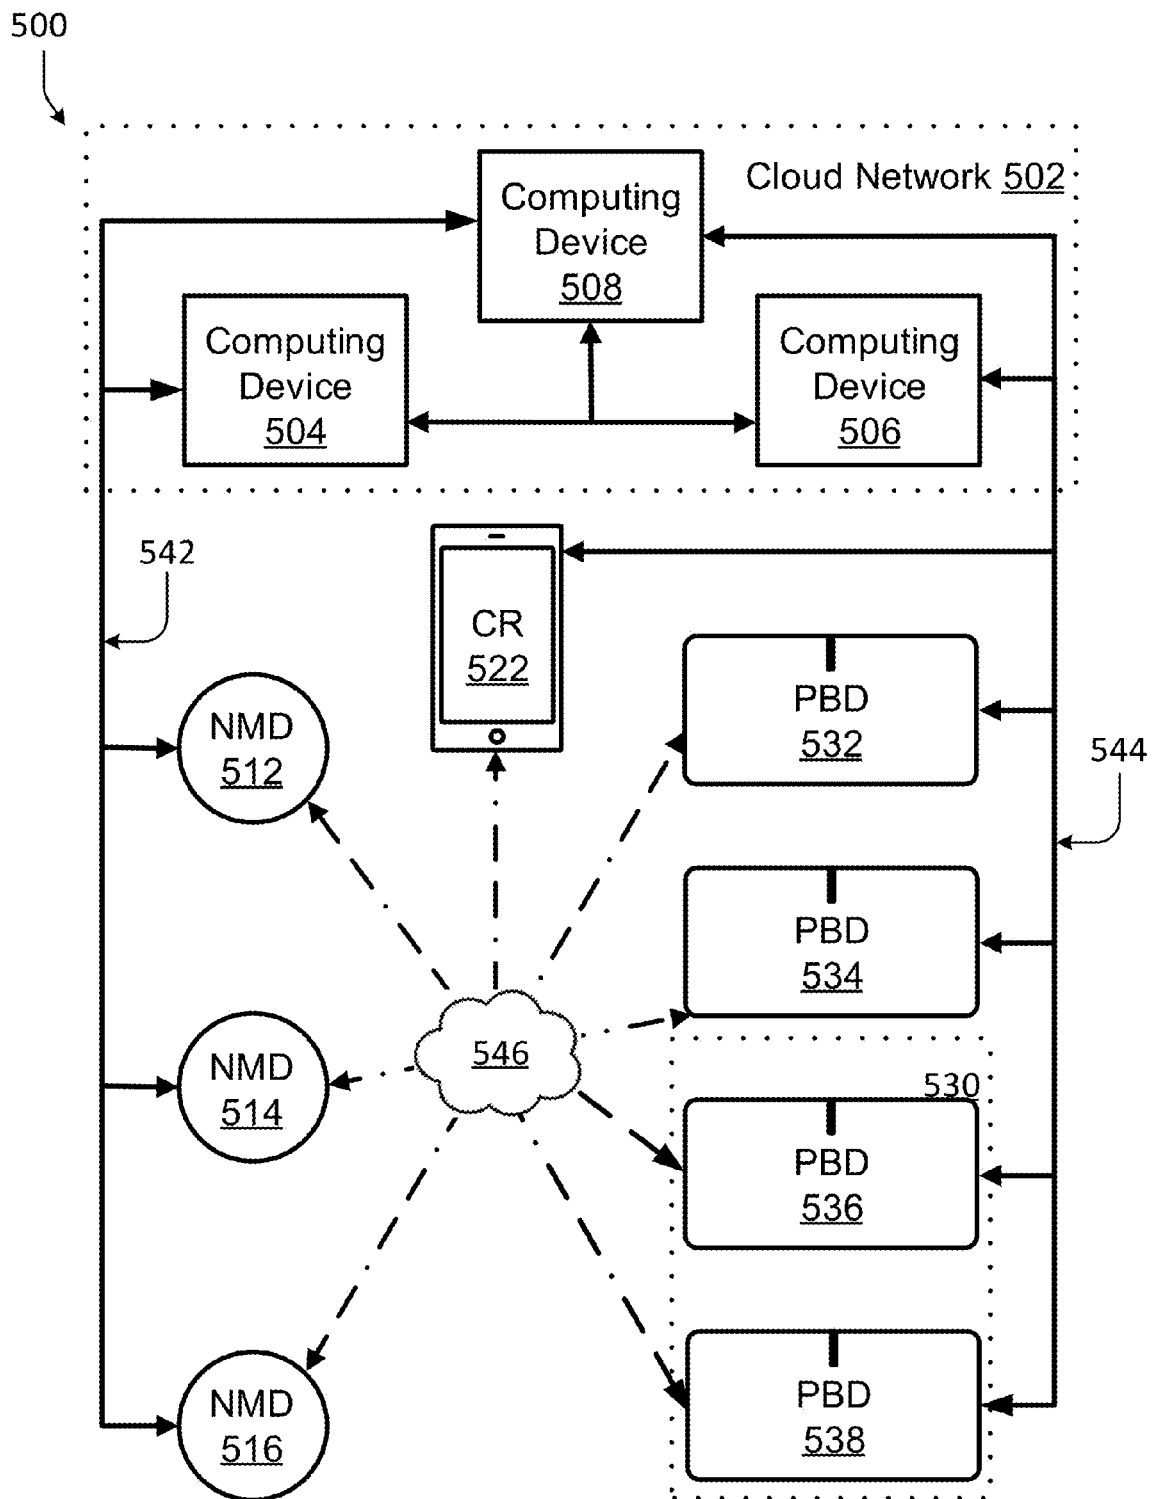 500
Cloud Network 502
Computing
Device
508
Computing
Device
504
Computing
Device
506
542
CR
522
PBD
532
NMD
512
544
PBD
534
546
NMD
514
530
PBD
536
PBD
538
NMD
516